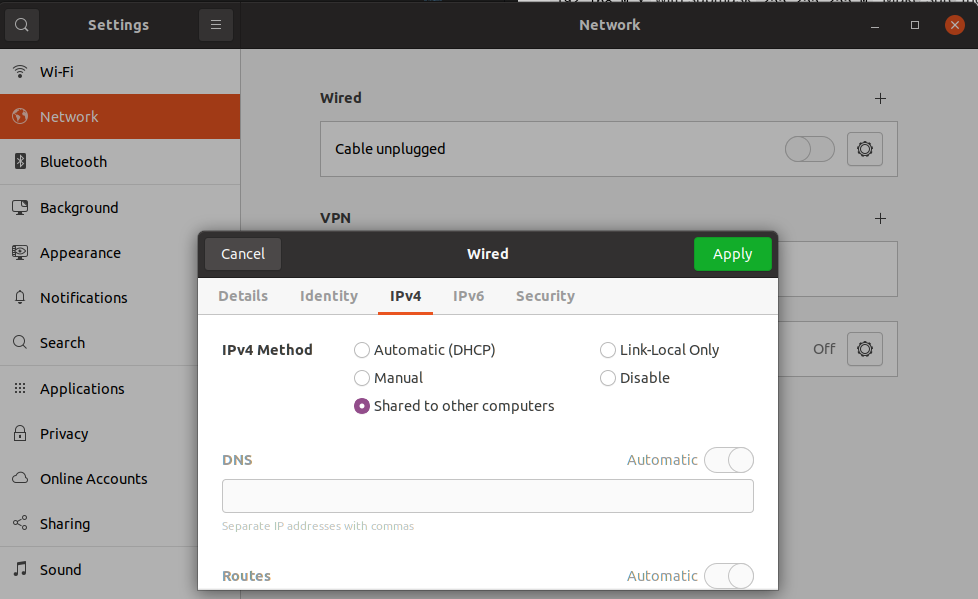 Settings
Network
Wi-Fi
Network
Bluetooth
Background
Appearance
Notifications
Search
Applications
Privacy
Online Accounts
Sharing
Sound
Wired
Cable unplugged
VPN
Off
Cancel
Wired
Apply
Details Identity IPv4 IPv6 Security
IPv4 Method
Automatic (DHCP)
Link-Local Only
Manual
Disable
Shared to other computers
DNS
Automatic
Separate IP addresses with commas
Routes
Automatic